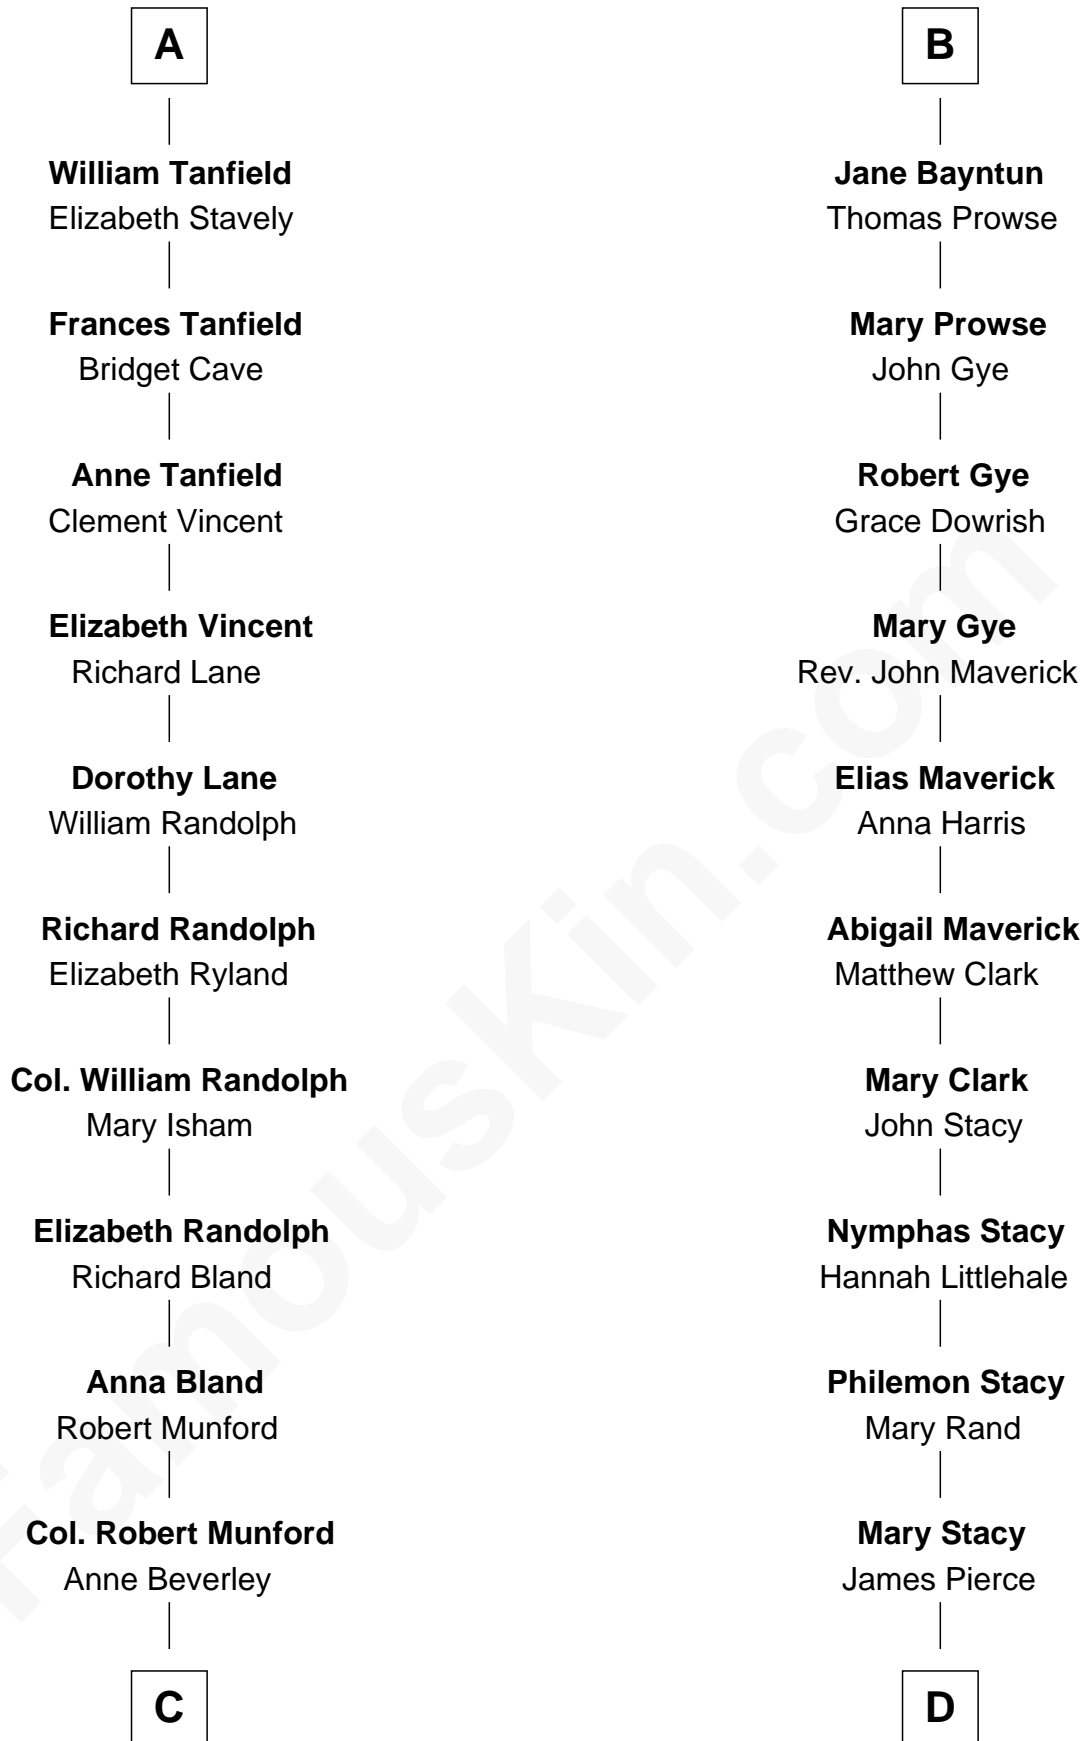 A
William Tanfield
Elizabeth Stavely
Frances Tanfield
Bridget Cave
Anne Tanfield
Clement Vincent
Elizabeth Vincent
Richard Lane
Dorothy Lane
William Randolph
Richard Randolph
Elizabeth Ryland
Col. William Randolph
Mary Isham
Elizabeth Randolph
Richard Bland
Anna Bland
Robert Munford
Col. Robert Munford
Anne Beverley
C
B
Jane Bayntun
Thomas Prowse
Mary Prowse
John Gye
Robert Gye
Grace Dowrish
Mary Gye
Rev. John Maverick
Elias Maverick
Anna Harris
Abigail Maverick
Matthew Clark
Mary Clark
John Stacy
Nymphas Stacy
Hannah Littlehale
Philemon Stacy
Mary Rand
Mary Stacy
James Pierce
D
FamousKin.com